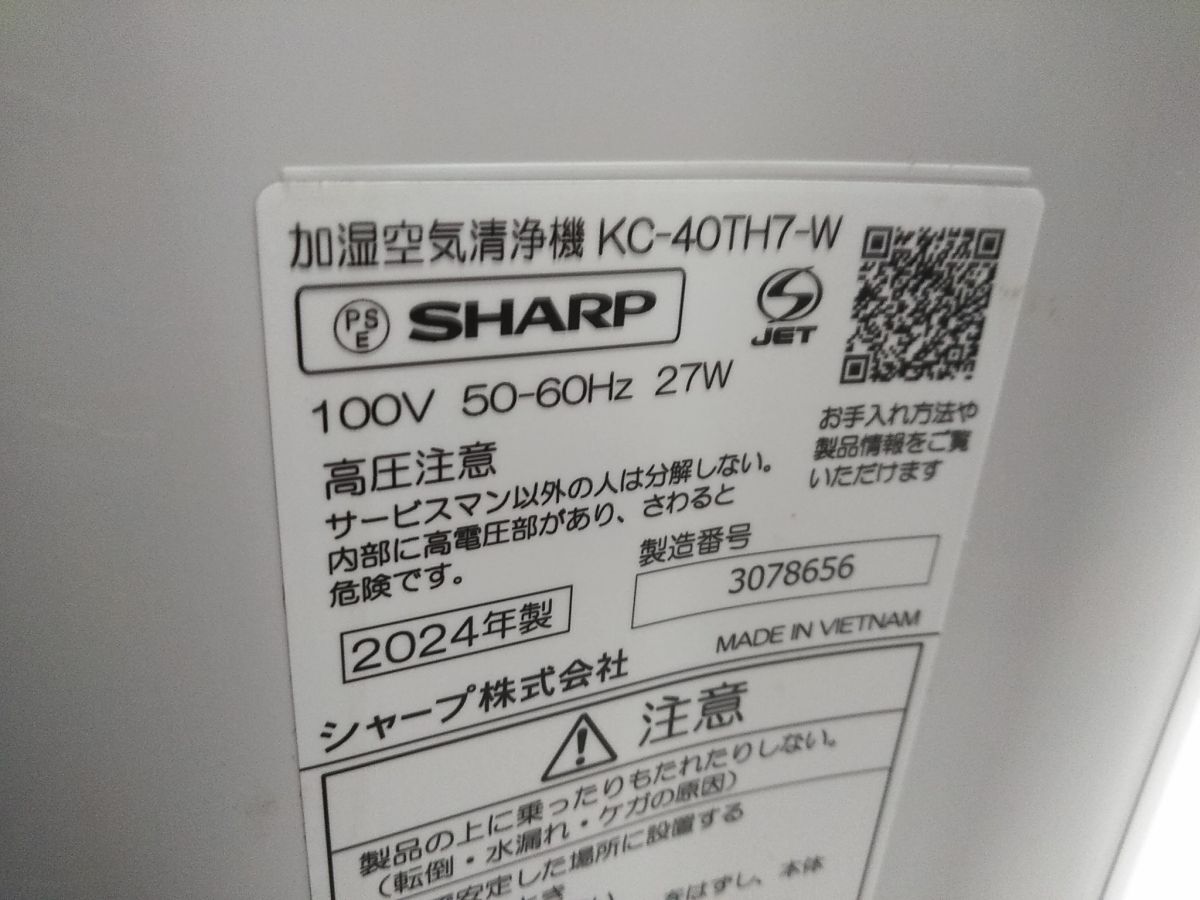 加湿空気清浄機 KC-40TH7-W
PSE SHARP
JET
100V 50-60Hz 27W
お手入れ方法や
製品情報をご覧
いただけます
高圧注意
サービスマン以外の人は分解しない。
内部に高電圧部があり、さわると
危険です。
製造番号
3078656
2024年製
MADE IN VIETNAM
シャープ株式会社
注意
製品の上に乗ったりもたれたりしない。
(転倒・水漏れ・ケガの原因)
安定した場所に設置する
とき
をはずし、本体